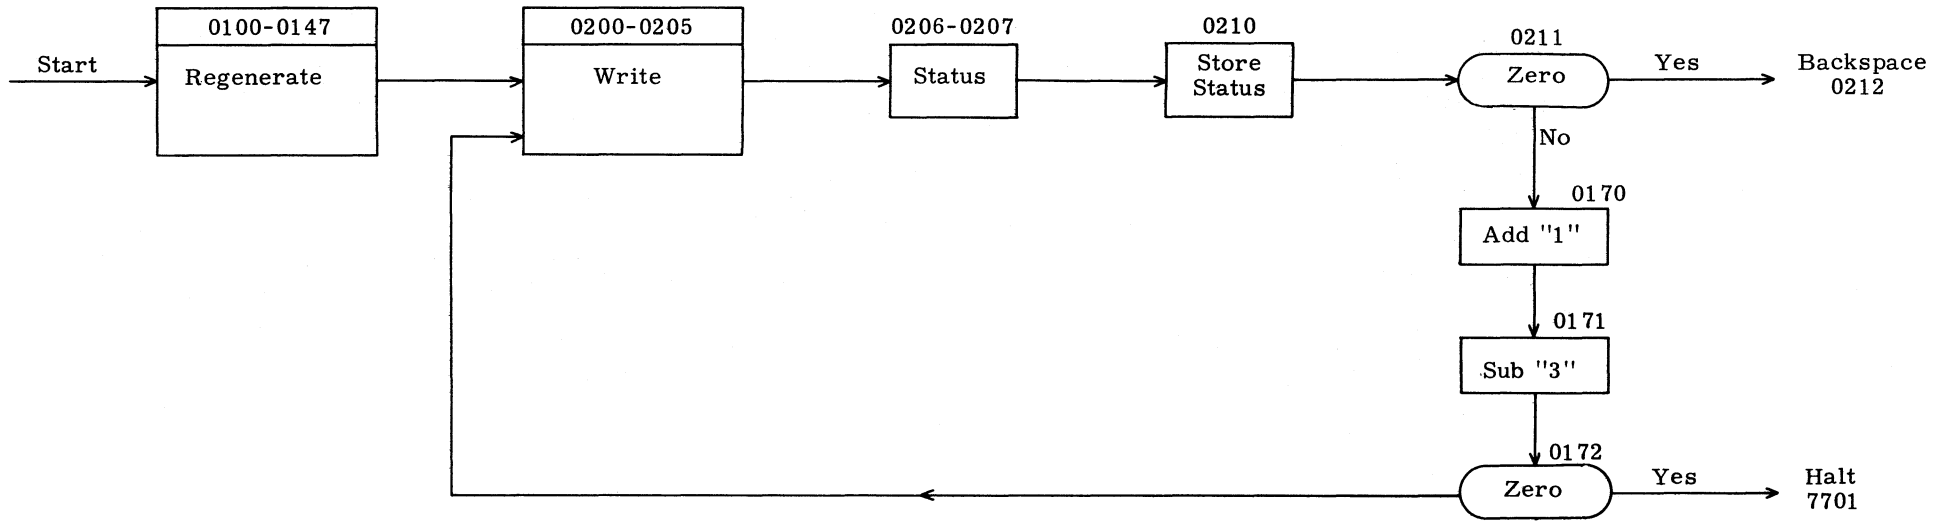 Start
0100-0147
Regenerate
0200-0205
Write
0206-0207
Status
0210
Store
Status
0211
Zero
Yes
Backspace
0212
No
0170
Add "1"
0171
Sub "3"
0172
Zero
Yes
Halt
7701